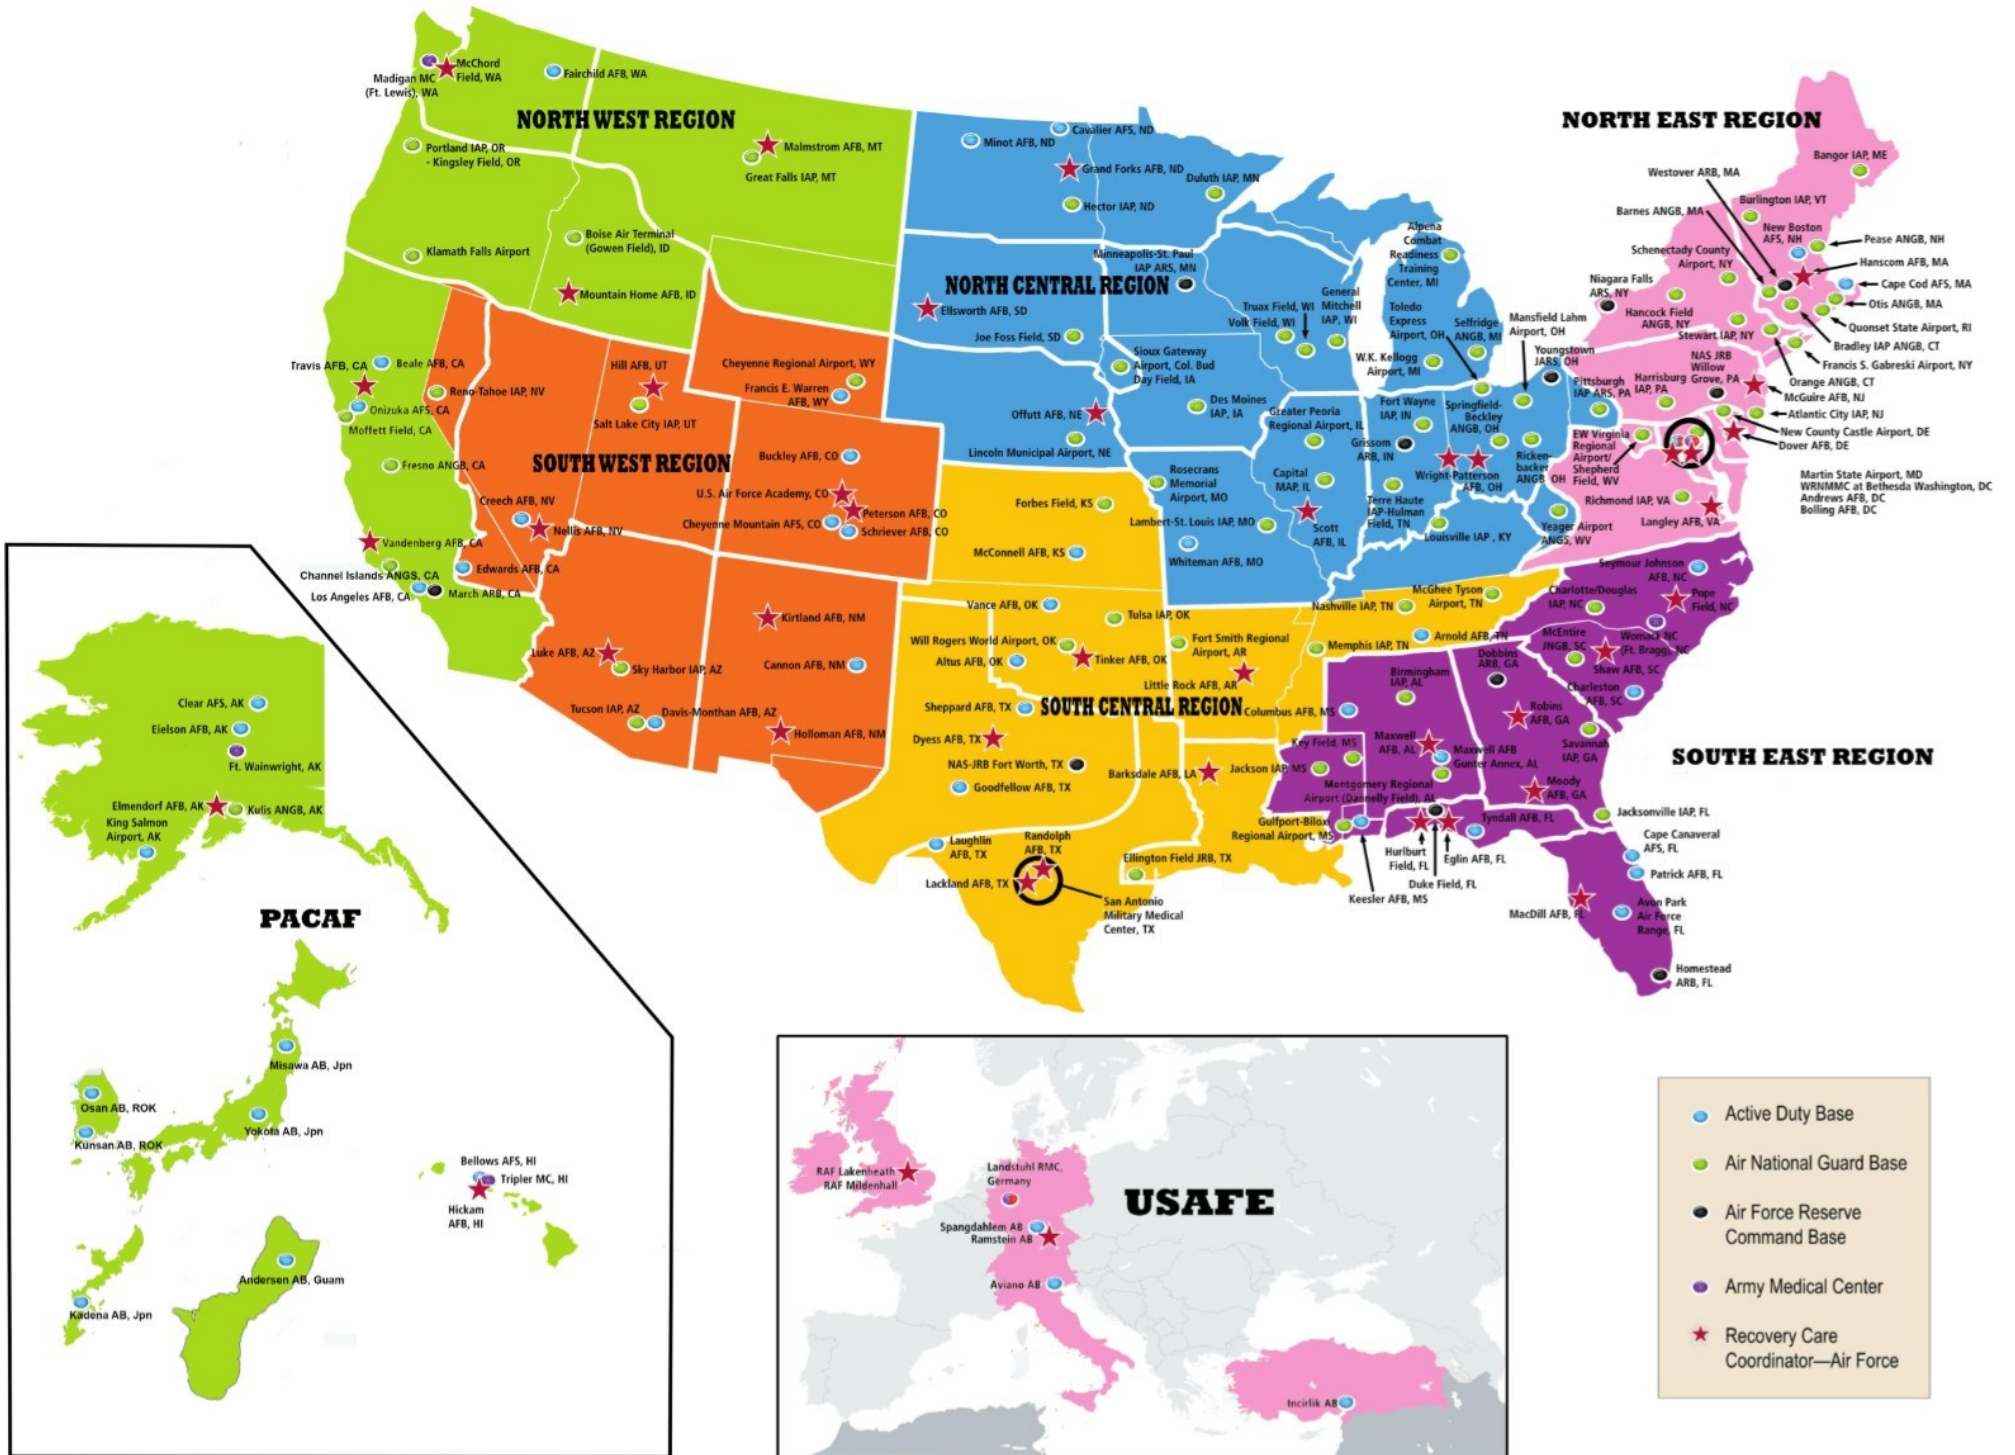 McChord
Field, WA
Madigan MC
(Ft. Lewis), WA
Fairchild AFB, WA
NORTH WEST REGION
Portland IAP, OR
- Kingsley Field, OR
Malmstrom AFB, MT
Great Falls IAP, MT
Klamath Falls Airport
Boise Air Terminal
(Gowen Field), ID
Mountain Home AFB, ID
Travis AFB, CA
Beale AFB, CA
Reno-Tahoe IAP, NV
Onizuka AFS, CA
Moffett Field, CA
Fresno ANGB, CA
Vandenberg AFB, CA
Channel Islands ANGS, CA
Los Angeles AFB, CA
March ARB, CA
Edwards AFB, CA
Creech AFB, NV
Nellis AFB, NV
Hill AFB, UT
Salt Lake City IAP, UT
SOUTH WEST REGION
Cheyenne Regional Airport, WY
Francis E. Warren
AFB, WY
Buckley AFB, CO
U.S. Air Force Academy, CO
Peterson AFB, CO
Cheyenne Mountain AFS, CO
Schriever AFB, CO
Kirtland AFB, NM
Cannon AFB, NM
Holloman AFB, NM
Luke AFB, AZ
Sky Harbor IAP, AZ
Tucson IAP, AZ
Davis-Monthan AFB, AZ
Minot AFB, ND
Cavalier AFS, ND
Grand Forks AFB, ND
Hector IAP, ND
Duluth IAP, MN
Minneapolis-St. Paul
IAP ARS, MN
NORTH CENTRAL REGION
Ellsworth AFB, SD
Joe Foss Field, SD
Sioux Gateway
Airport, Col. Bud
Day Field, IA
Des Moines
IAP, IA
Offutt AFB, NE
Lincoln Municipal Airport, NE
Truax Field, WI
Volk Field, WI
General
Mitchell
IAP, WI
Alpena
Combat
Readiness
Training
Center, MI
Toledo
Express
Airport, OH
Selfridge
ANGB, MI
W.K. Kellogg
Airport, MI
Mansfield Lahm
Airport, OH
Youngstown
JARS, OH
Greater Peoria
Regional Airport, IL
Capital
MAP, IL
Scott
AFB, IL
Fort Wayne
IAP, IN
Grissom
ARB, IN
Terre Haute
IAP-Hulman
Field, TN
Springfield-
Beckley
ANGB, OH
Wright-Patterson
AFB, OH
Ricken-
backer
ANGB OH
Louisville IAP , KY
Yeager Airport
ANGS, WV
Rosecrans
Memorial
Airport, MO
Lambert-St. Louis IAP, MO
Whiteman AFB, MO
NORTH EAST REGION
Bangor IAP, ME
Westover ARB, MA
Burlington IAP, VT
Barnes ANGB, MA
New Boston
AFS, NH
Pease ANGB, NH
Hanscom AFB, MA
Schenectady County
Airport, NY
Cape Cod AFS, MA
Niagara Falls
ARS, NY
Otis ANGB, MA
Hancock Field
ANGB, NY
Quonset State Airport, RI
Stewart IAP, NY
Bradley IAP ANGB, CT
Francis S. Gabreski Airport, NY
Orange ANGB, CT
NAS JRB
Willow
Grove, PA
McGuire AFB, NJ
Pittsburgh
IAP ARS, PA
Harrisburg
IAP, PA
Atlantic City IAP, NJ
New County Castle Airport, DE
Dover AFB, DE
EW Virginia
Regional
Airport/
Shepherd
Field, WV
Martin State Airport, MD
WRNMMC at Bethesda Washington, DC
Andrews AFB, DC
Bolling AFB, DC
Richmond IAP, VA
Langley AFB, VA
Forbes Field, KS
McConnell AFB, KS
Vance AFB, OK
Tulsa IAP, OK
Will Rogers World Airport, OK
Altus AFB, OK
Tinker AFB, OK
Fort Smith Regional
Airport, AR
Little Rock AFB, AR
SOUTH CENTRAL REGION
Sheppard AFB, TX
Dyess AFB, TX
NAS-JRB Fort Worth, TX
Goodfellow AFB, TX
Laughlin
AFB, TX
Randolph
AFB, TX
Lackland AFB, TX
San Antonio
Military Medical
Center, TX
Ellington Field JRB, TX
Barksdale AFB, LA
Nashville IAP, TN
McGhee Tyson
Airport, TN
Memphis IAP, TN
Arnold AFB, TN
Seymour Johnson
AFB, NC
Charlotte/Douglas
IAP, NC
Pope
Field, NC
Womack NC
(Ft. Bragg), NC
McEntire
JNGB, SC
Shaw AFB, SC
Charleston
AFB, SC
Dobbins
ARB, GA
Robins
AFB, GA
Savannah
IAP, GA
Moody
AFB, GA
Birmingham
IAP, AL
Columbus AFB, MS
Key Field, MS
Jackson IAP, MS
Maxwell
AFB, AL
Maxwell AFB
Gunter Annex, AL
Montgomery Regional
Airport (Dannelly Field), AL
Gulfport-Biloxi
Regional Airport, MS
Keesler AFB, MS
Hurlburt
Field, FL
Duke Field, FL
Eglin AFB, FL
Tyndall AFB, FL
Jacksonville IAP, FL
Cape Canaveral
AFS, FL
Patrick AFB, FL
MacDill AFB, FL
Avon Park
Air Force
Range, FL
Homestead
ARB, FL
SOUTH EAST REGION
Clear AFS, AK
Eielson AFB, AK
Ft. Wainwright, AK
Elmendorf AFB, AK
Kulis ANGB, AK
King Salmon
Airport, AK
PACAF
Misawa AB, Jpn
Osan AB, ROK
Yokota AB, Jpn
Kunsan AB, ROK
Bellows AFS, HI
Tripler MC, HI
Hickam
AFB, HI
Andersen AB, Guam
Kadena AB, Jpn
RAF Lakenheath
RAF Mildenhall
Landstuhl RMC,
Germany
USAFE
Spangdahlem AB
Ramstein AB
Aviano AB
Incirlik AB
Active Duty Base
Air National Guard Base
Air Force Reserve
Command Base
Army Medical Center
Recovery Care
Coordinator—Air Force